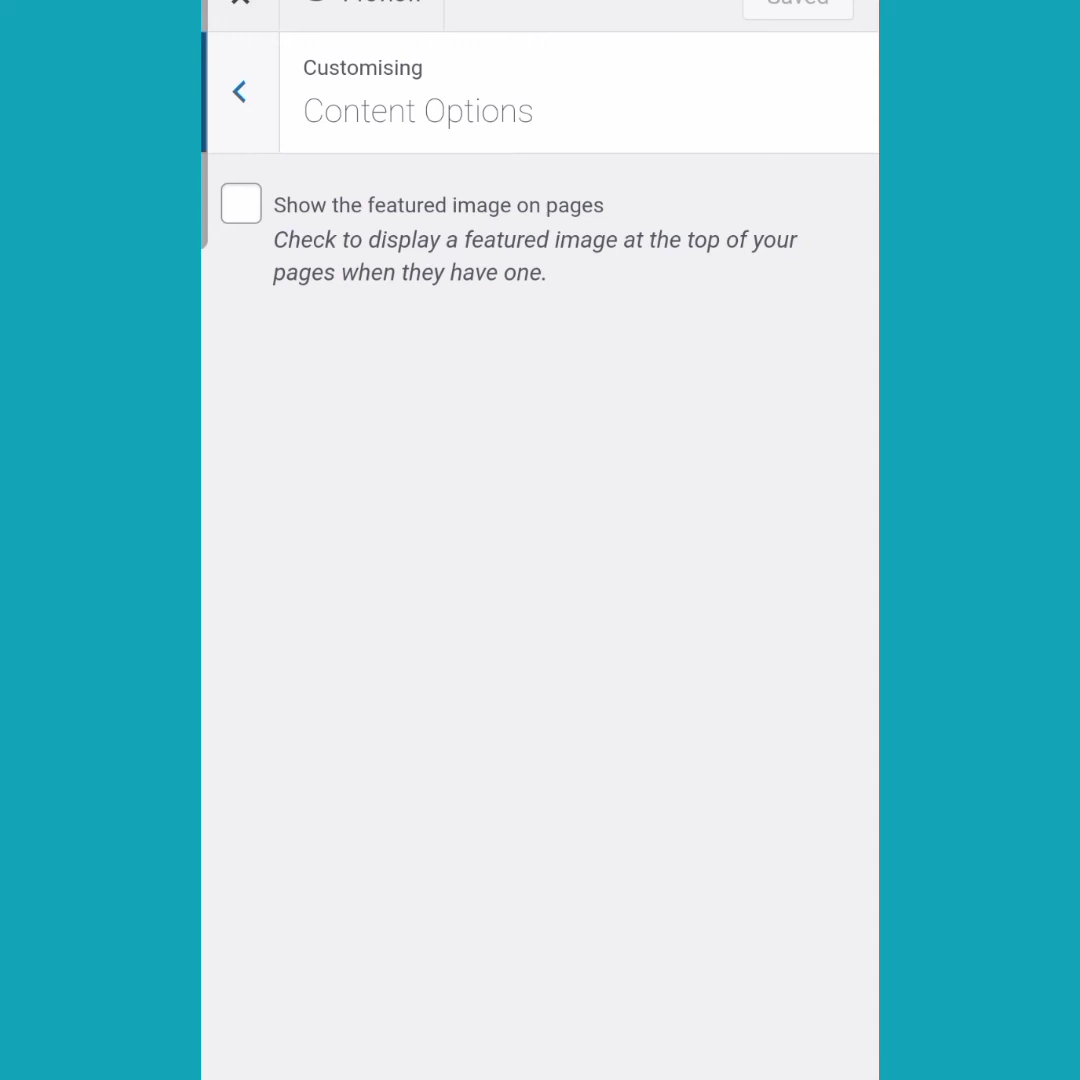 Saved
Customising
Content Options
Show the featured image on pages
Check to display a featured image at the top of your
pages when they have one.